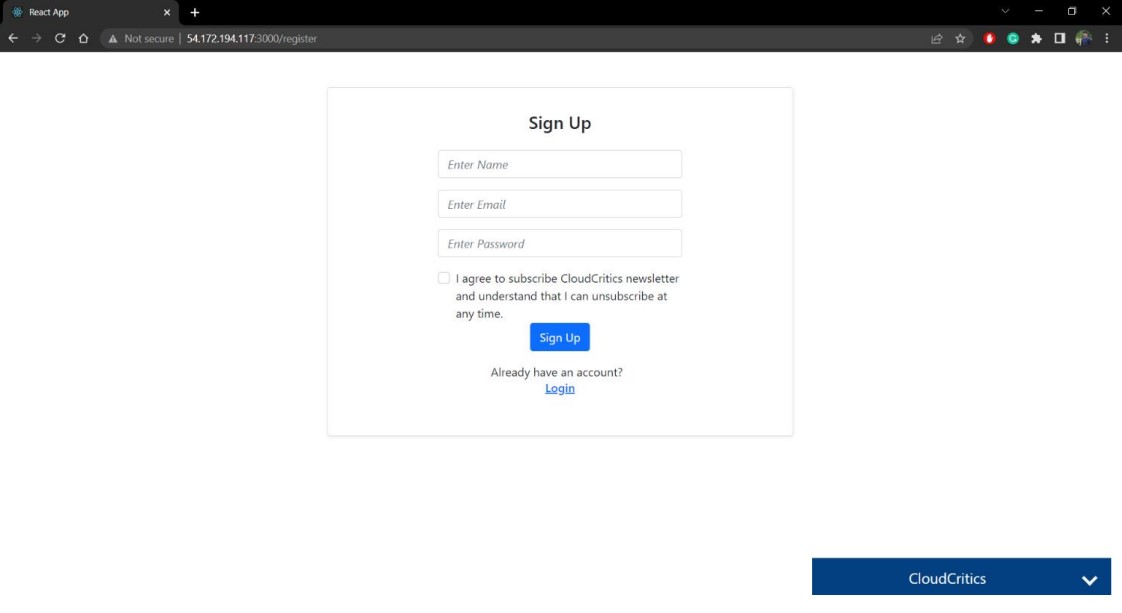 React App
Not secure | 54.172.194.117:3000/register
Sign Up
Enter Name
Enter Email
Enter Password
I agree to subscribe CloudCritics newsletter
and understand that I can unsubscribe at
any time.
Sign Up
Already have an account?
Login
CloudCritics